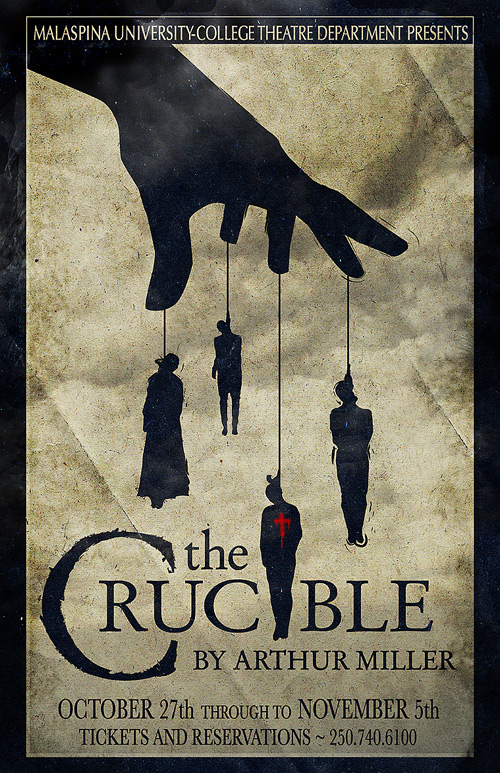 MALASPINA UNIVERSITY-COLLEGE THEATRE DEPARTMENT PRESENTS
the
CRUCIBLE
BY ARTHUR MILLER
OCTOBER 27th THROUGH TO NOVEMBER 5th
TICKETS AND RESERVATIONS ~ 250.740.6100